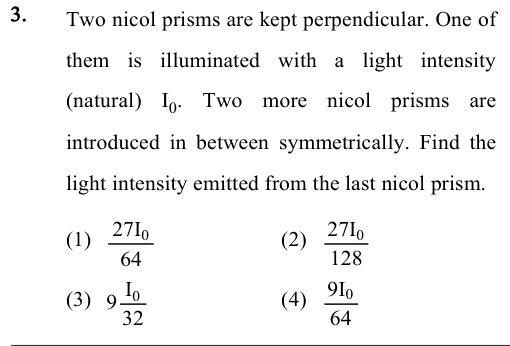 3. Two nicol prisms are kept perpendicular. One of
them is illuminated with a light intensity
(natural) I₀. Two more nicol prisms are
introduced in between symmetrically. Find the
light intensity emitted from the last nicol prism.
(1) 27I₀/64 (2) 27I₀/128
(3) 9 I₀/32 (4) 9I₀/64